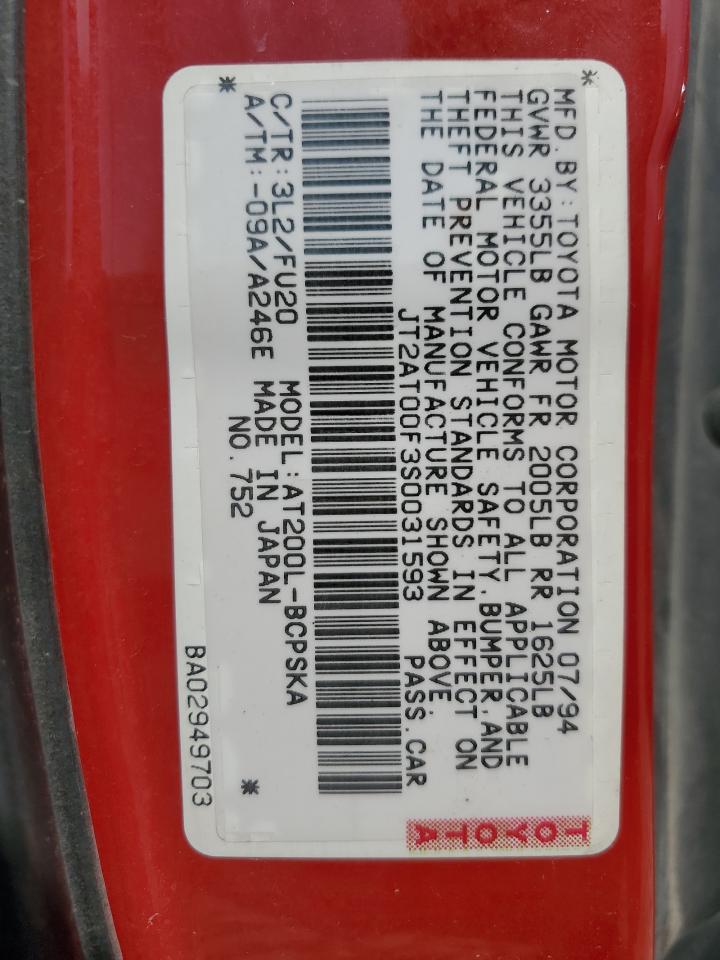 MFD. BY: TOYOTA MOTOR CORPORATION 07/94
GVWR 3355LB GAWR FR 2005LB RR 1625LB
THIS VEHICLE CONFORMS TO ALL APPLICABLE
FEDERAL MOTOR VEHICLE SAFETY, BUMPER, AND
THEFT PREVENTION STANDARDS IN EFFECT ON
THE DATE OF MANUFACTURE SHOWN ABOVE.
JT2AT00F3S0031593 PASS.CAR
C/TR:3L2/FU20 MODEL:AT200L-BCPSKA
A/TM:-09A/A246E MADE IN JAPAN
NO. 752
BA02949703
TOYOTA